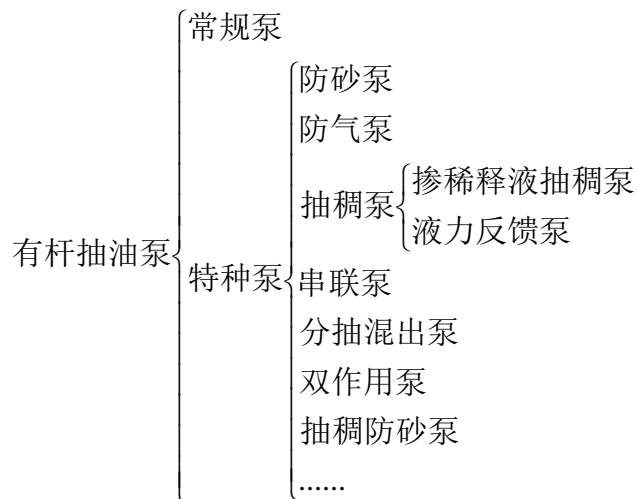 常规泵
防砂泵
防气泵
掺稀释液抽稠泵
抽稠泵
液力反馈泵
有杆抽油泵
特种泵
串联泵
分抽混出泵
双作用泵
抽稠防砂泵
......